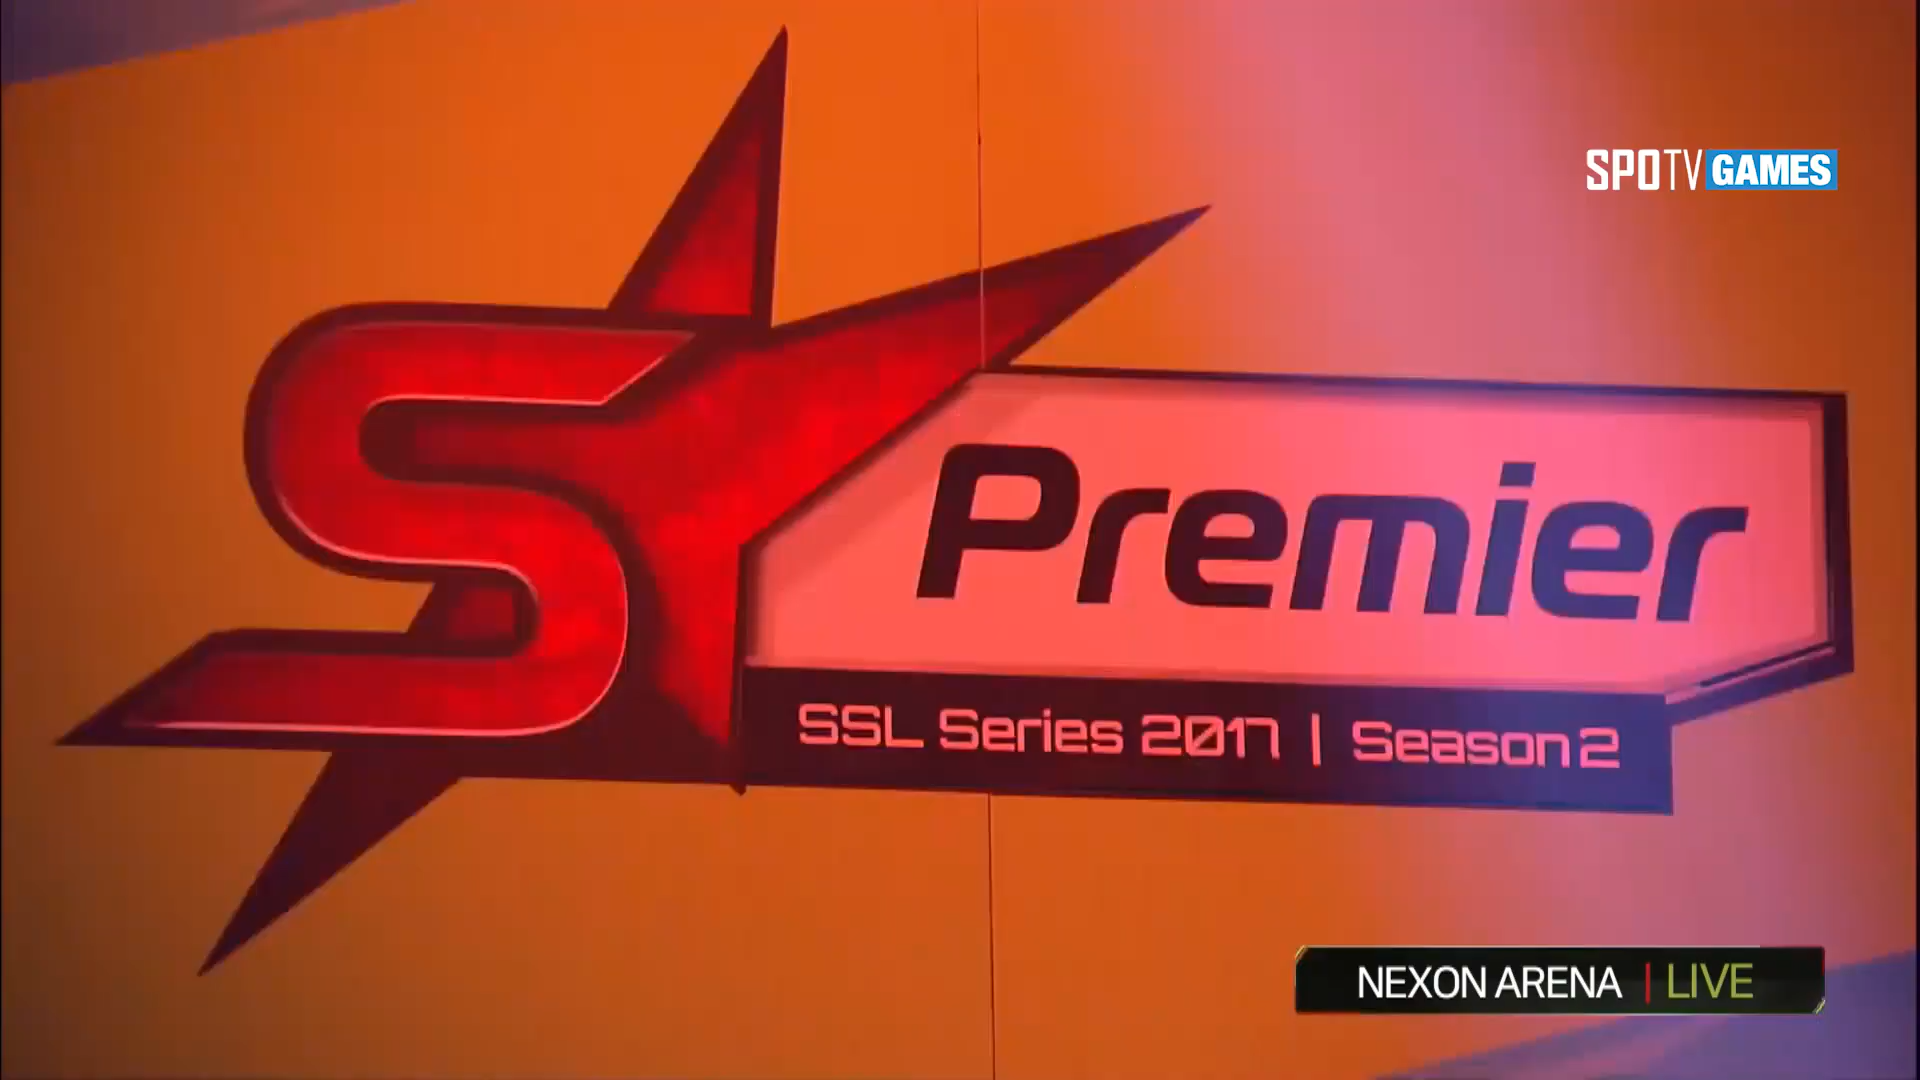 SPOTV GAMES
Premier
SSL Series 2017 | Season 2
NEXON ARENA | LIVE